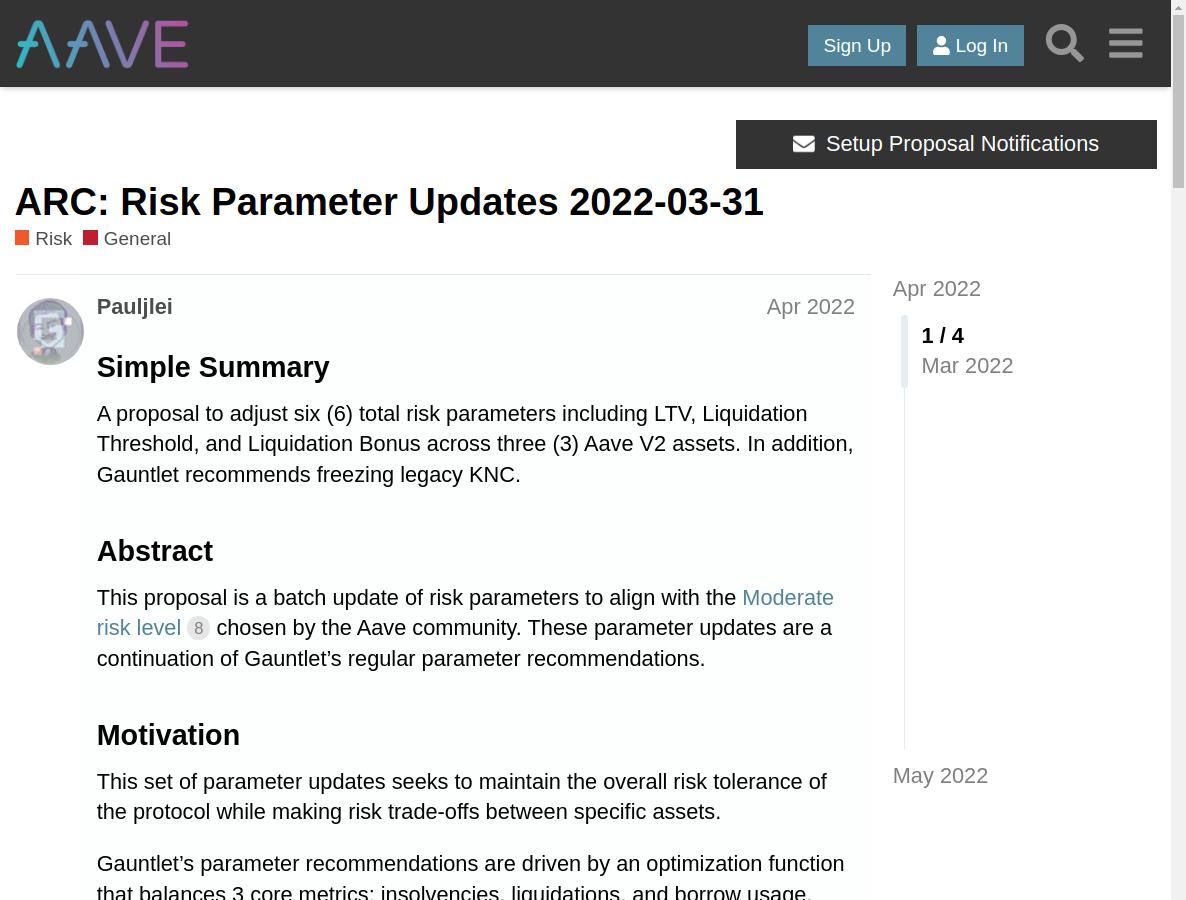 AAVE
Sign Up
Log In
Setup Proposal Notifications
ARC: Risk Parameter Updates 2022-03-31
Risk General
Pauljlei
Apr 2022
Apr 2022
1 / 4
Mar 2022
Simple Summary
A proposal to adjust six (6) total risk parameters including LTV, Liquidation
Threshold, and Liquidation Bonus across three (3) Aave V2 assets. In addition,
Gauntlet recommends freezing legacy KNC.
Abstract
This proposal is a batch update of risk parameters to align with the Moderate
risk level 8 chosen by the Aave community. These parameter updates are a
continuation of Gauntlet’s regular parameter recommendations.
Motivation
This set of parameter updates seeks to maintain the overall risk tolerance of
the protocol while making risk trade-offs between specific assets.
May 2022
Gauntlet’s parameter recommendations are driven by an optimization function
that balances 3 core metrics: insolvencies, liquidations, and borrow usage.